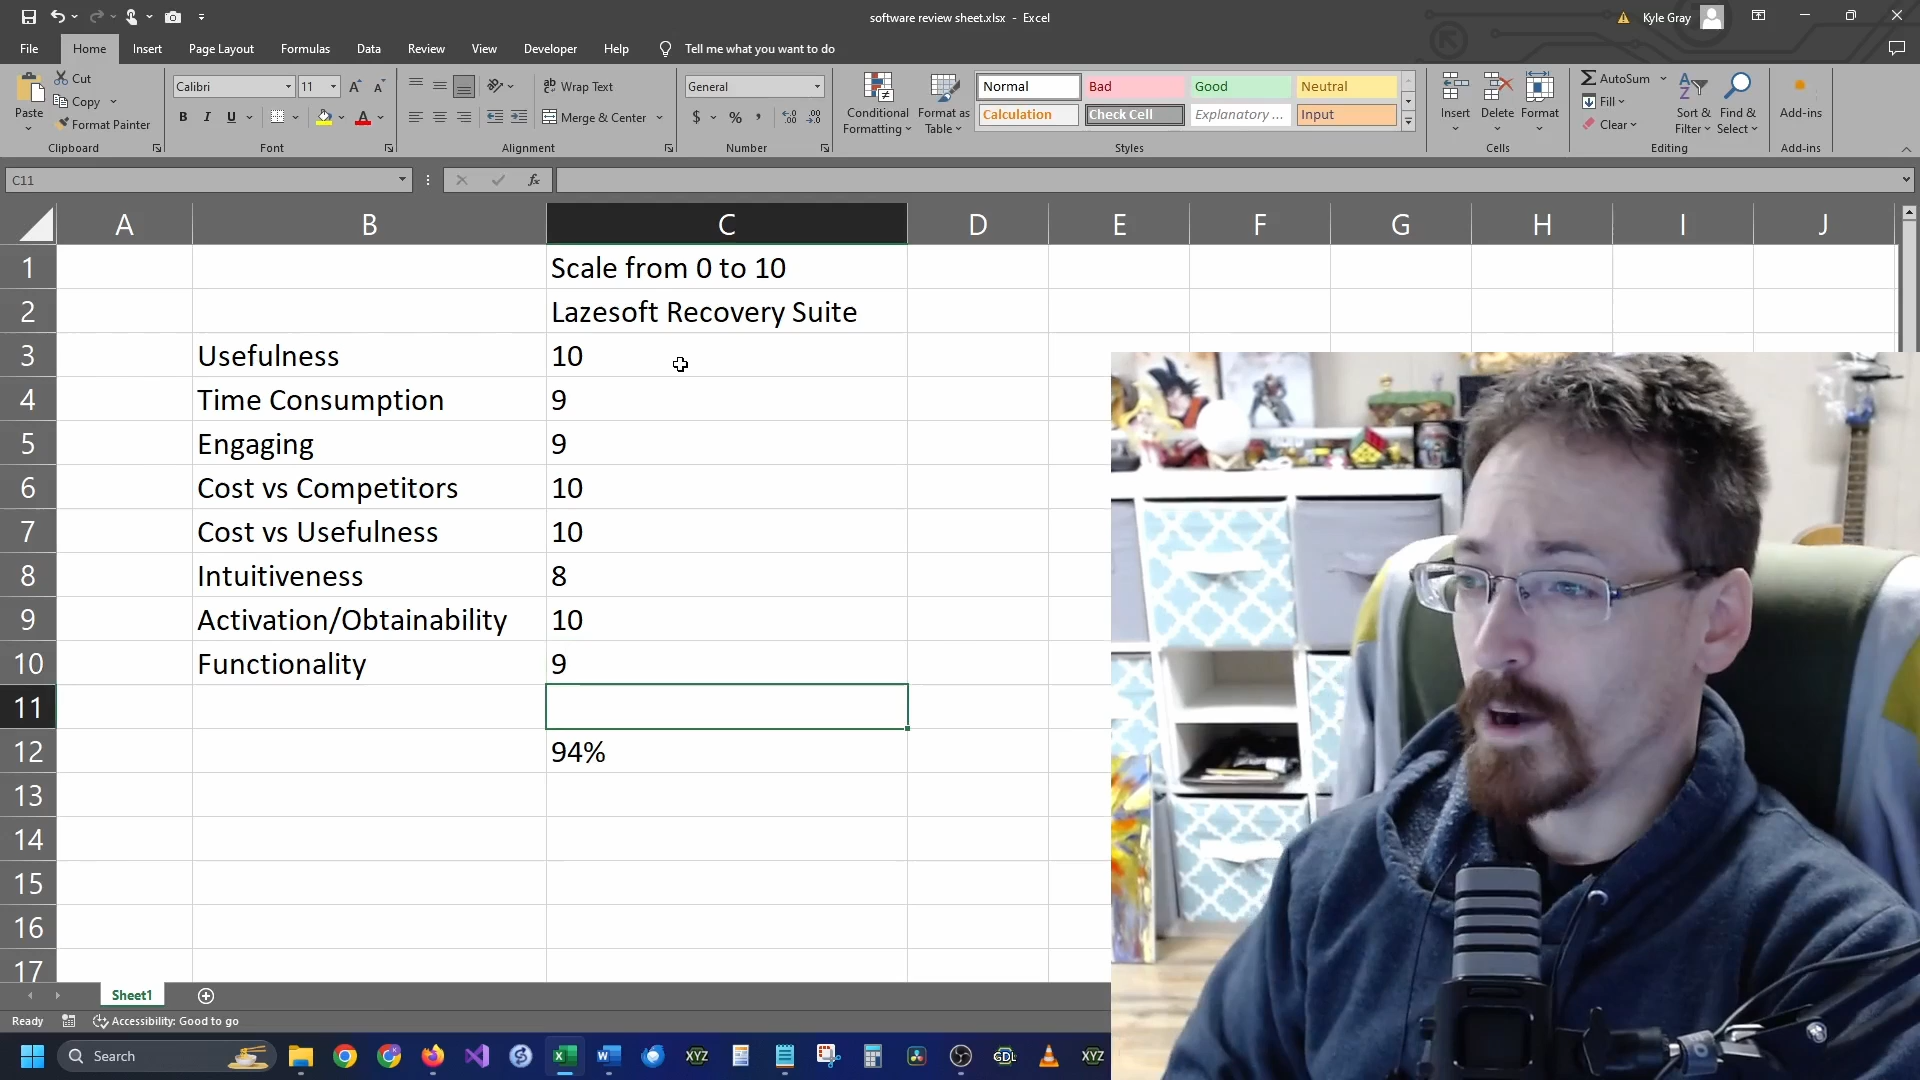 software review sheet.xlsx - Excel
Kyle Gray
File Home Insert Page Layout Formulas Data Review View Developer Help Tell me what you want to do
Paste
Cut
Copy
Format Painter
Clipboard
Calibri 11
B I U
Font
Wrap Text
Merge & Center
Alignment
General
$ % ,
Number
Conditional Formatting
Format as Table
Normal Bad Good Neutral
Calculation Check Cell Explanatory ... Input
Styles
Insert Delete Format
Cells
AutoSum
Fill
Clear
Sort & Filter
Find & Select
Editing
Add-ins
Add-ins
C11
fx
A B C D E F G H I J
1 Scale from 0 to 10
2 Lazesoft Recovery Suite
3 Usefulness 10
4 Time Consumption 9
5 Engaging 9
6 Cost vs Competitors 10
7 Cost vs Usefulness 10
8 Intuitiveness 8
9 Activation/Obtainability 10
10 Functionality 9
11
12 94%
13
14
15
16
17
Sheet1
Ready Accessibility: Good to go
Search
XYZ
GDL
XYZ